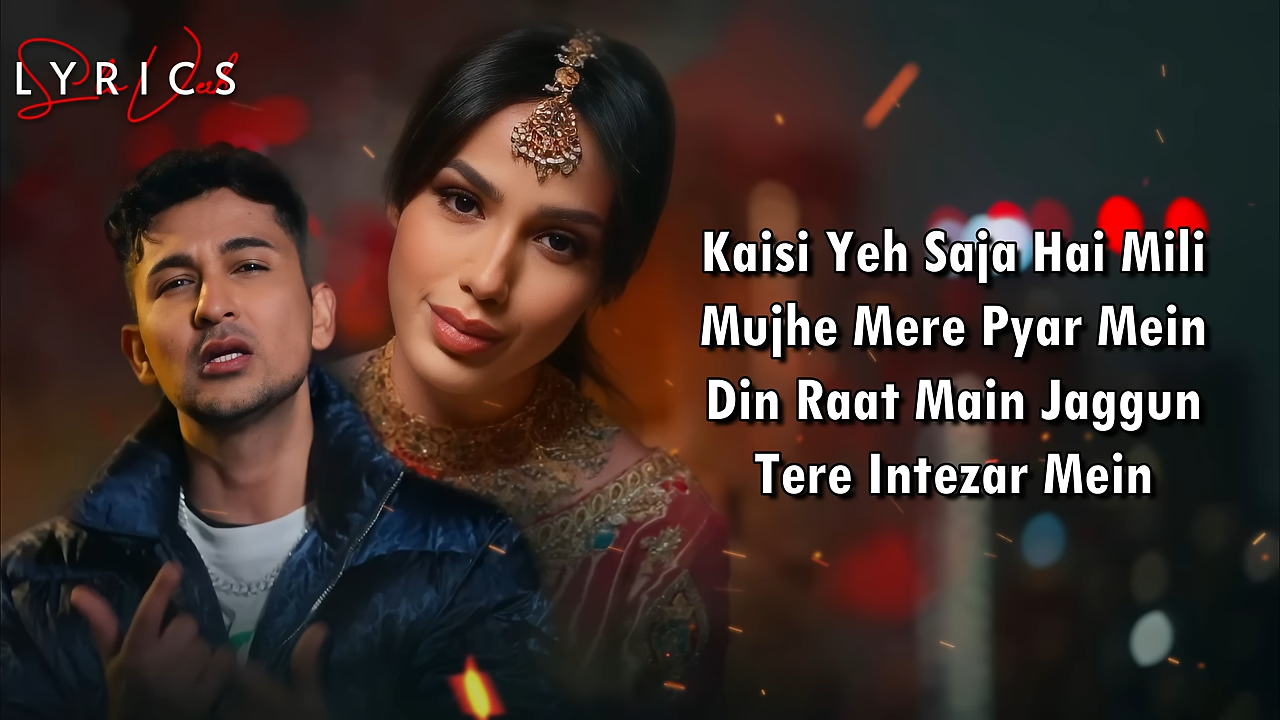 LYRICS
Kaisi Yeh Saja Hai Mili
Mujhe Mere Pyar Mein
Din Raat Main Jaggun
Tere Intezar Mein